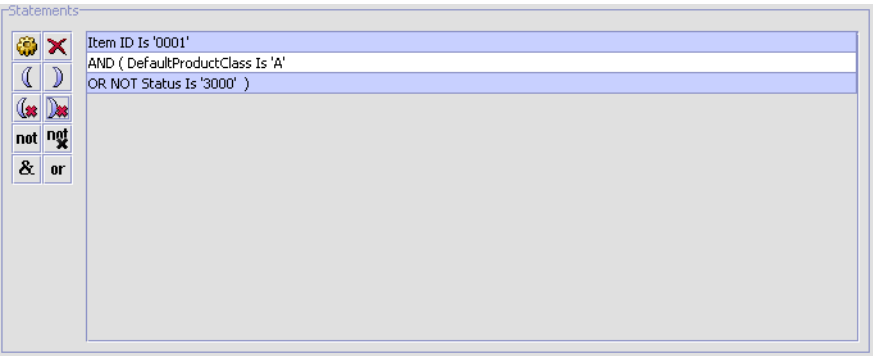 Statements
Item ID Is '0001'
AND ( DefaultProductClass Is 'A'
OR NOT Status Is '3000'  )
( )
( )
not not
& or